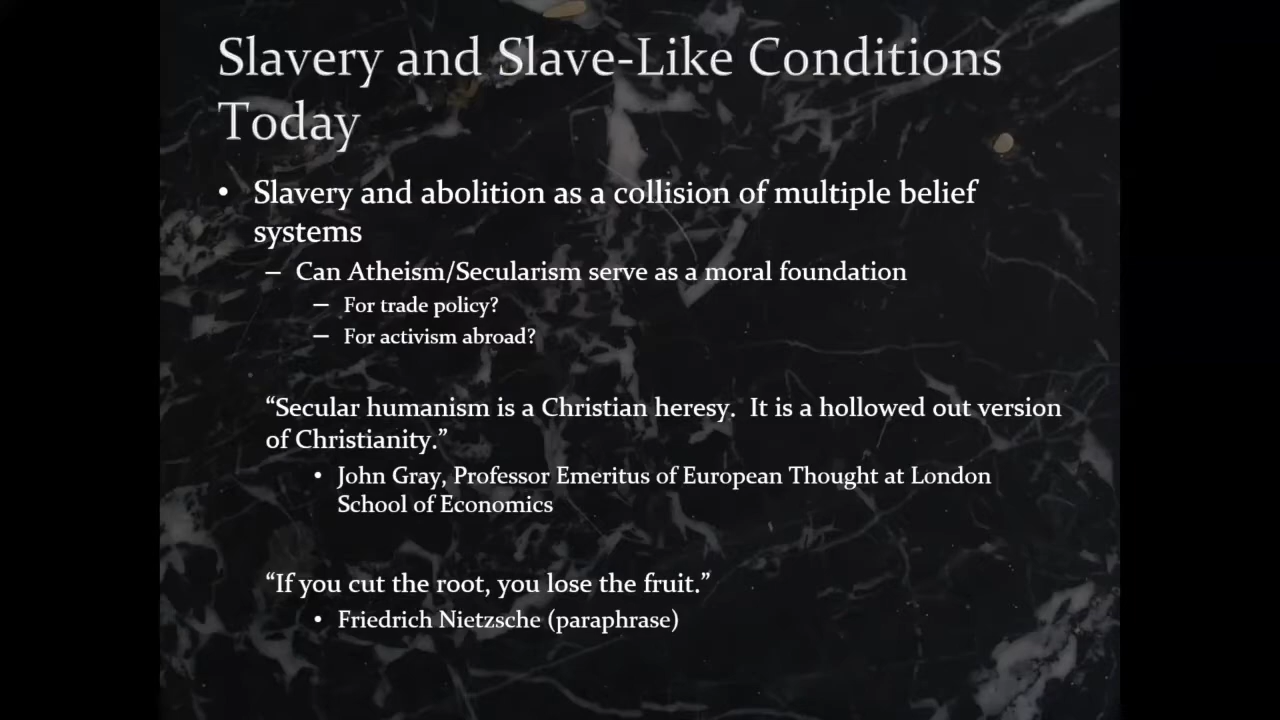 Slavery and Slave-Like Conditions
Today
• Slavery and abolition as a collision of multiple belief
systems
– Can Atheism/Secularism serve as a moral foundation
– For trade policy?
– For activism abroad?
“Secular humanism is a Christian heresy.  It is a hollowed out version
of Christianity.”
• John Gray, Professor Emeritus of European Thought at London
School of Economics
“If you cut the root, you lose the fruit.”
• Friedrich Nietzsche (paraphrase)